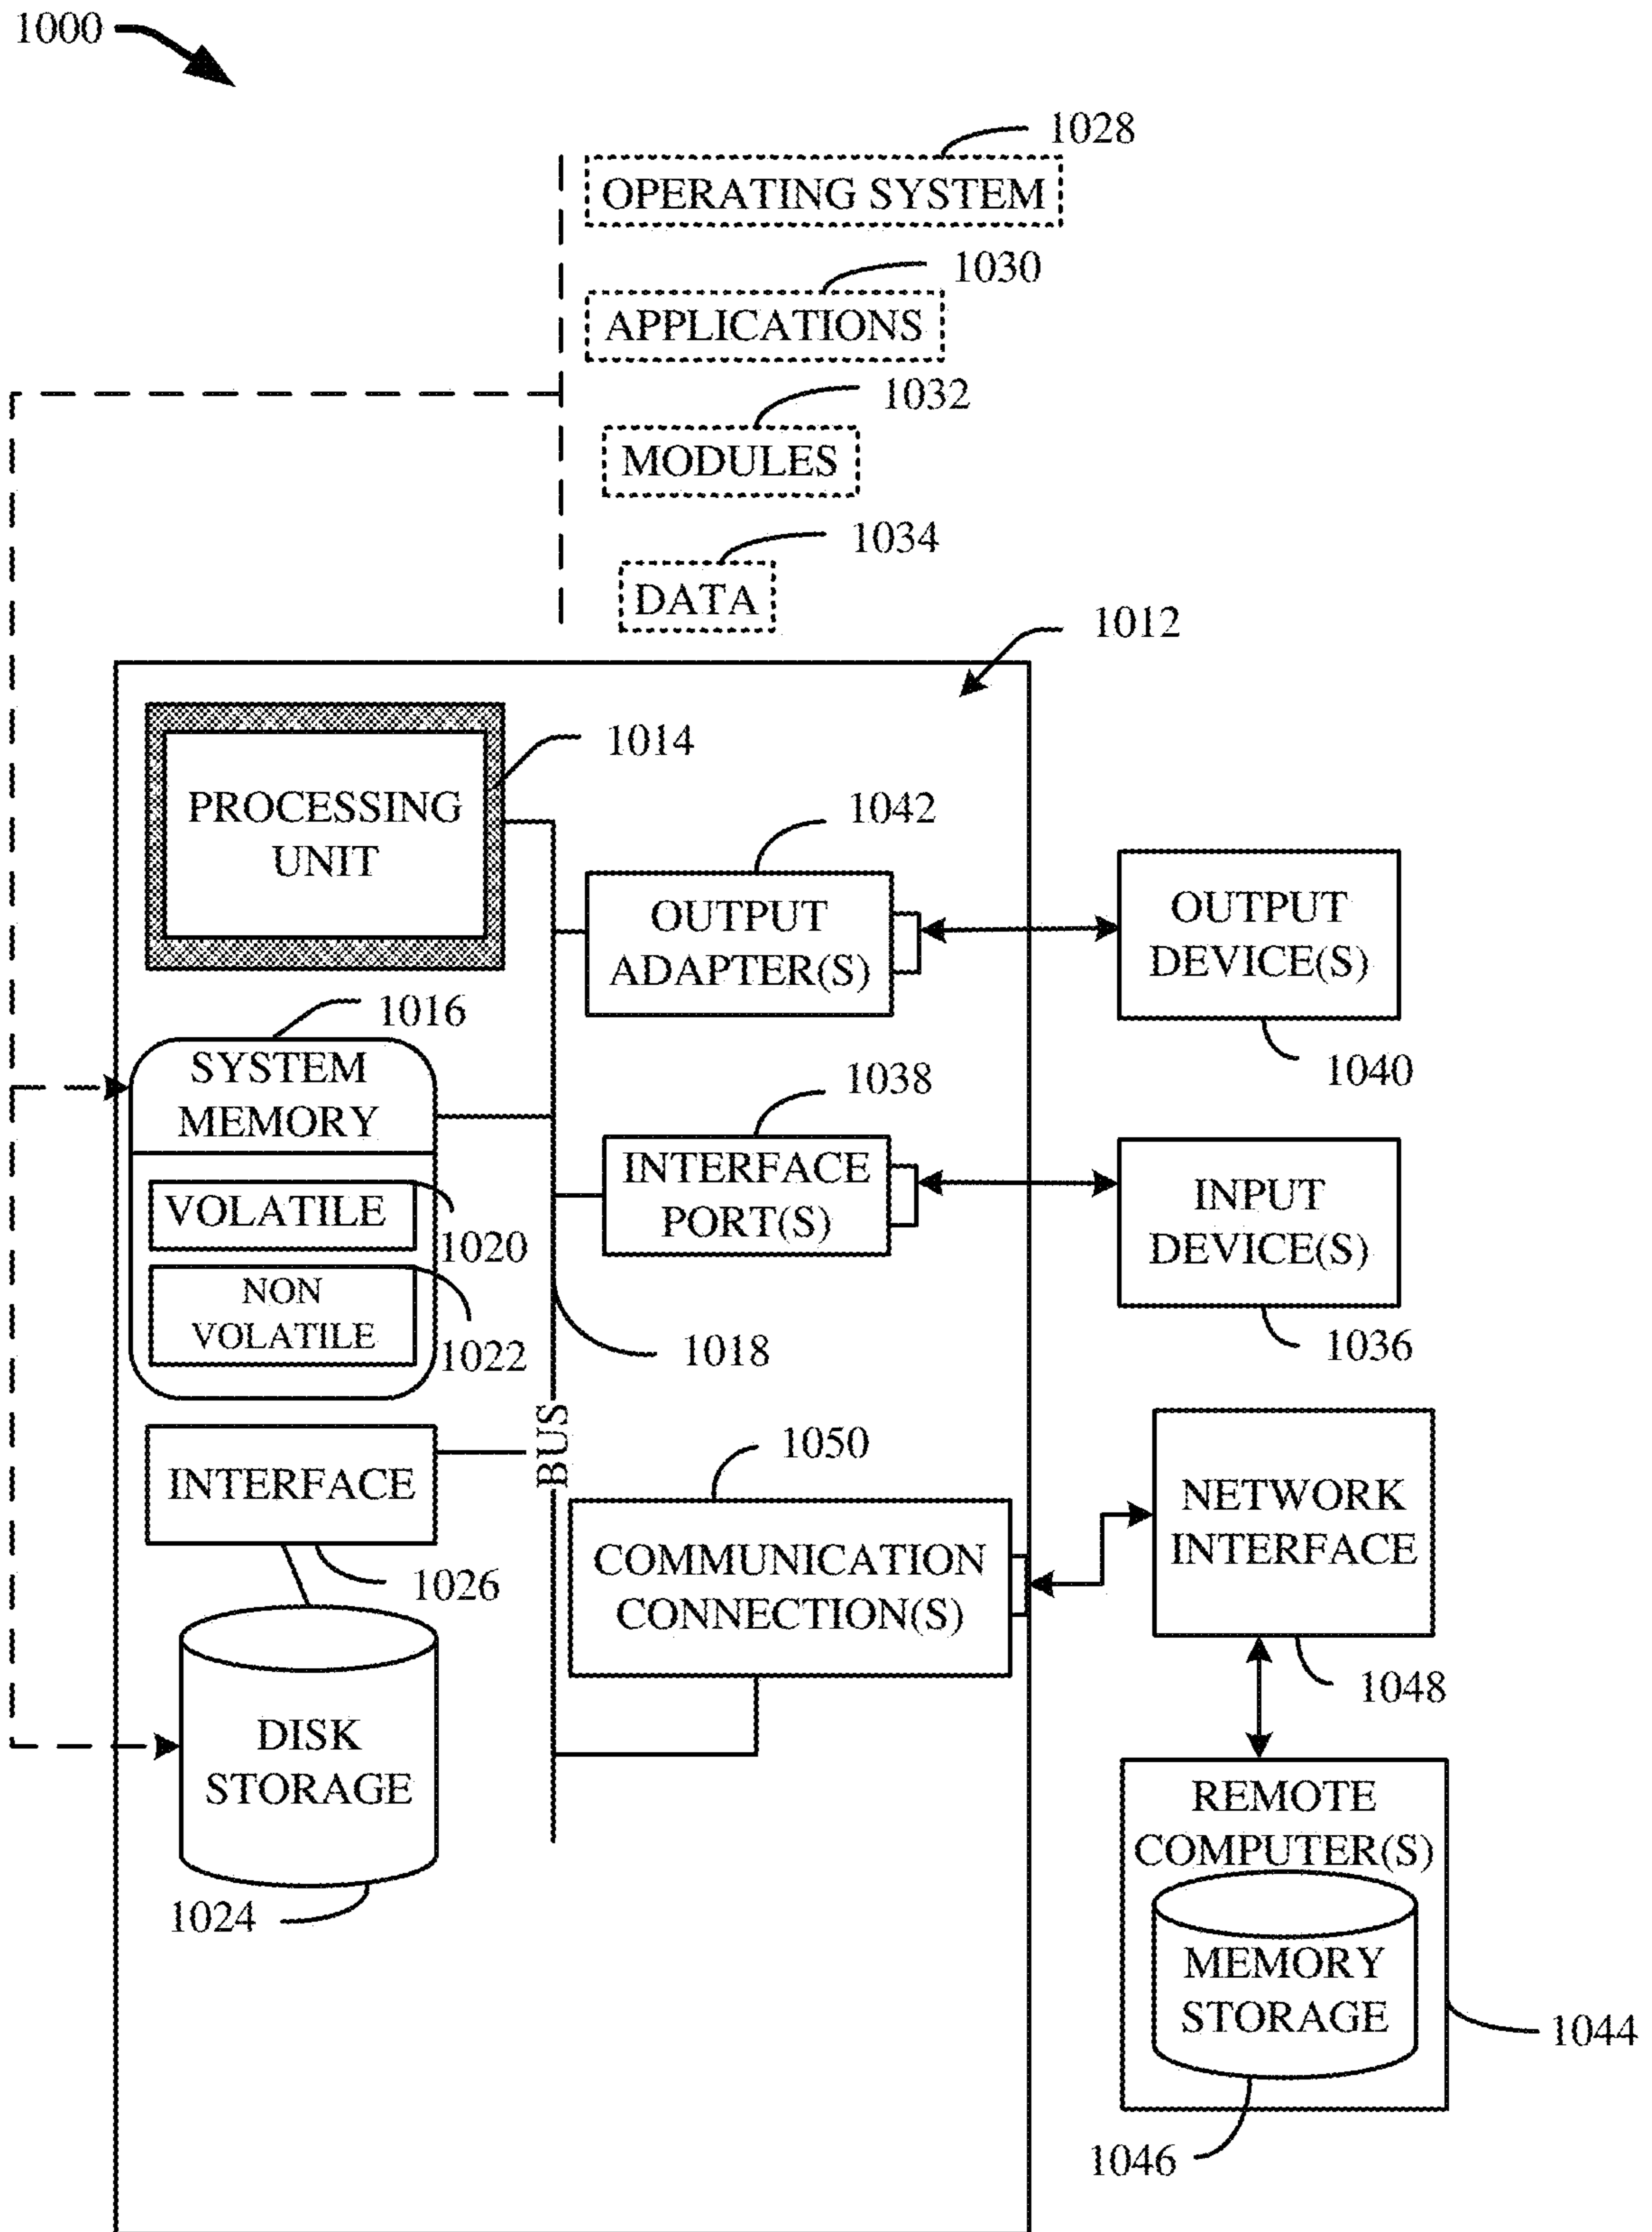 1000
1028
OPERATING SYSTEM
1030
APPLICATIONS
1032
MODULES
1034
DATA
1012
1014
PROCESSING
UNIT
1042
OUTPUT
ADAPTER(S)
OUTPUT
DEVICE(S)
1040
1016
SYSTEM
MEMORY
VOLATILE
1020
NON
VOLATILE
1022
1038
INTERFACE
PORT(S)
INPUT
DEVICE(S)
1036
1018
BUS
INTERFACE
1026
1050
COMMUNICATION
CONNECTION(S)
NETWORK
INTERFACE
1048
DISK
STORAGE
1024
REMOTE
COMPUTER(S)
MEMORY
STORAGE
1044
1046